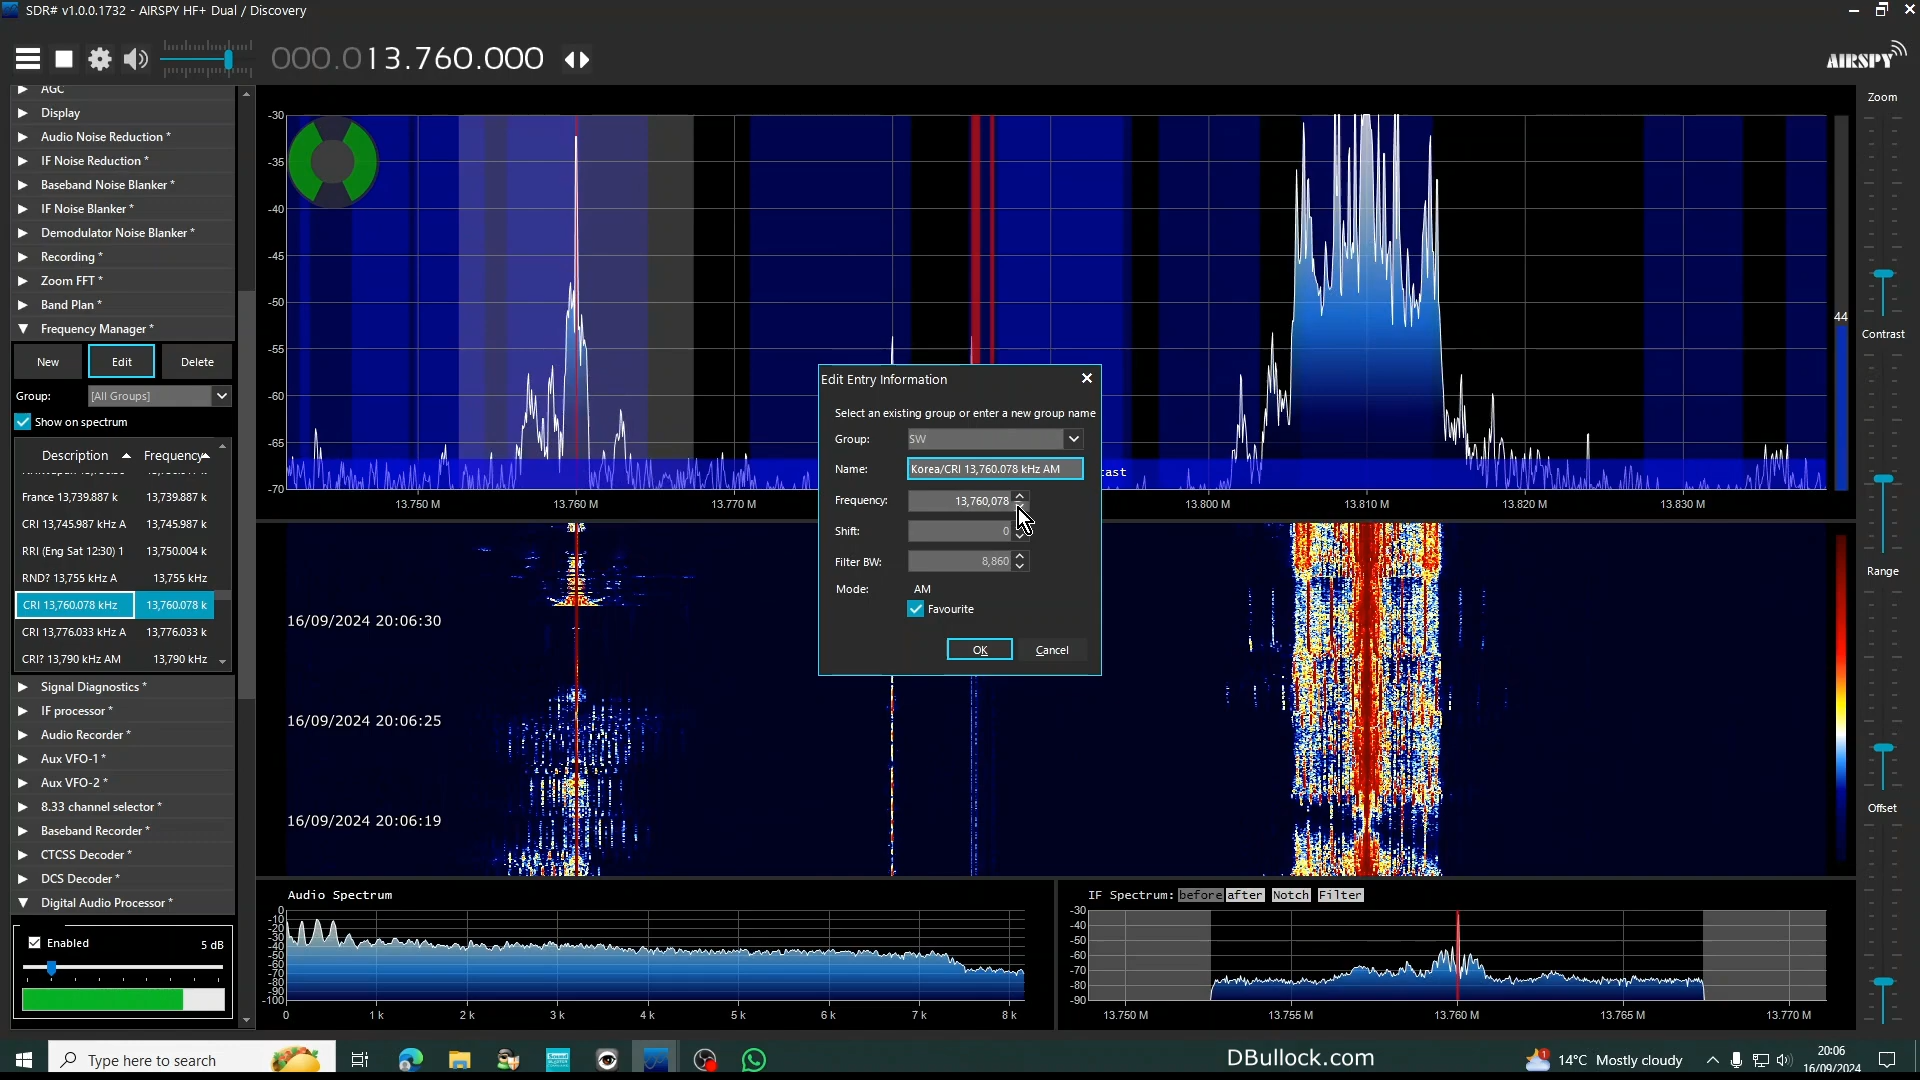 SDR# v1.0.0.1732 - AIRSPY HF+ Dual / Discovery
000.013.760.000
AIRSPY
AGC
Display
Audio Noise Reduction *
IF Noise Reduction *
Baseband Noise Blanker *
IF Noise Blanker *
Demodulator Noise Blanker *
Recording *
Zoom FFT *
Band Plan *
Frequency Manager *
New Edit Delete
Group: [All Groups]
Show on spectrum
Description Frequency
France 13,739.887 k 13,739.887 k
CRI 13,745.987 kHz A 13,745.987 k
RRI (Eng Sat 12:30) 1 13,750.004 k
RND? 13,755 kHz A 13,755 kHz
CRI 13,760.078 kHz 13,760.078 k
CRI 13,776.033 kHz A 13,776.033 k
CRI? 13,790 kHz AM 13,790 kHz
Signal Diagnostics *
IF processor *
Audio Recorder *
Aux VFO-1 *
Aux VFO-2 *
8.33 channel selector *
Baseband Recorder *
CTCSS Decoder *
DCS Decoder *
Digital Audio Processor *
Enabled 5 dB
-30
-35
-40
-45
-50
-55
-60
-65
-70
cast
13.750 M 13.760 M 13.770 M 13.800 M 13.810 M 13.820 M 13.830 M
44
Edit Entry Information
Select an existing group or enter a new group name
Group: SW
Name: Korea/CRI 13,760.078 kHz AM
Frequency: 13,760,078
Shift: 0
Filter BW: 8,860
Mode: AM
Favourite
OK Cancel
16/09/2024 20:06:30
16/09/2024 20:06:25
16/09/2024 20:06:19
Zoom
Contrast
Range
Offset
Audio Spectrum
0
-10
-20
-30
-40
-50
-60
-70
-80
-90
-100
0 1 k 2 k 3 k 4 k 5 k 6 k 7 k 8 k
IF Spectrum: before after Notch Filter
-30
-40
-50
-60
-70
-80
-90
13.750 M 13.755 M 13.760 M 13.765 M 13.770 M
Type here to search
DBullock.com
1
14°C Mostly cloudy
20:06
16/09/2024